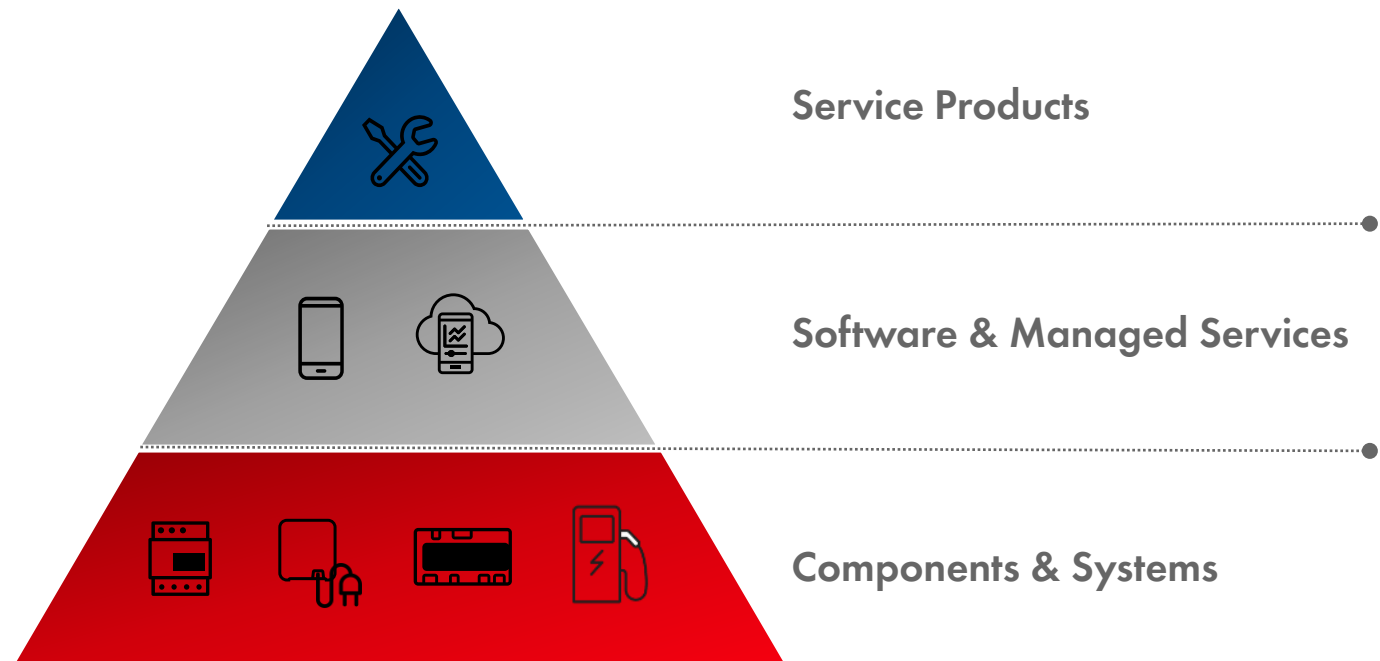 Service Products
Software & Managed Services
Components & Systems